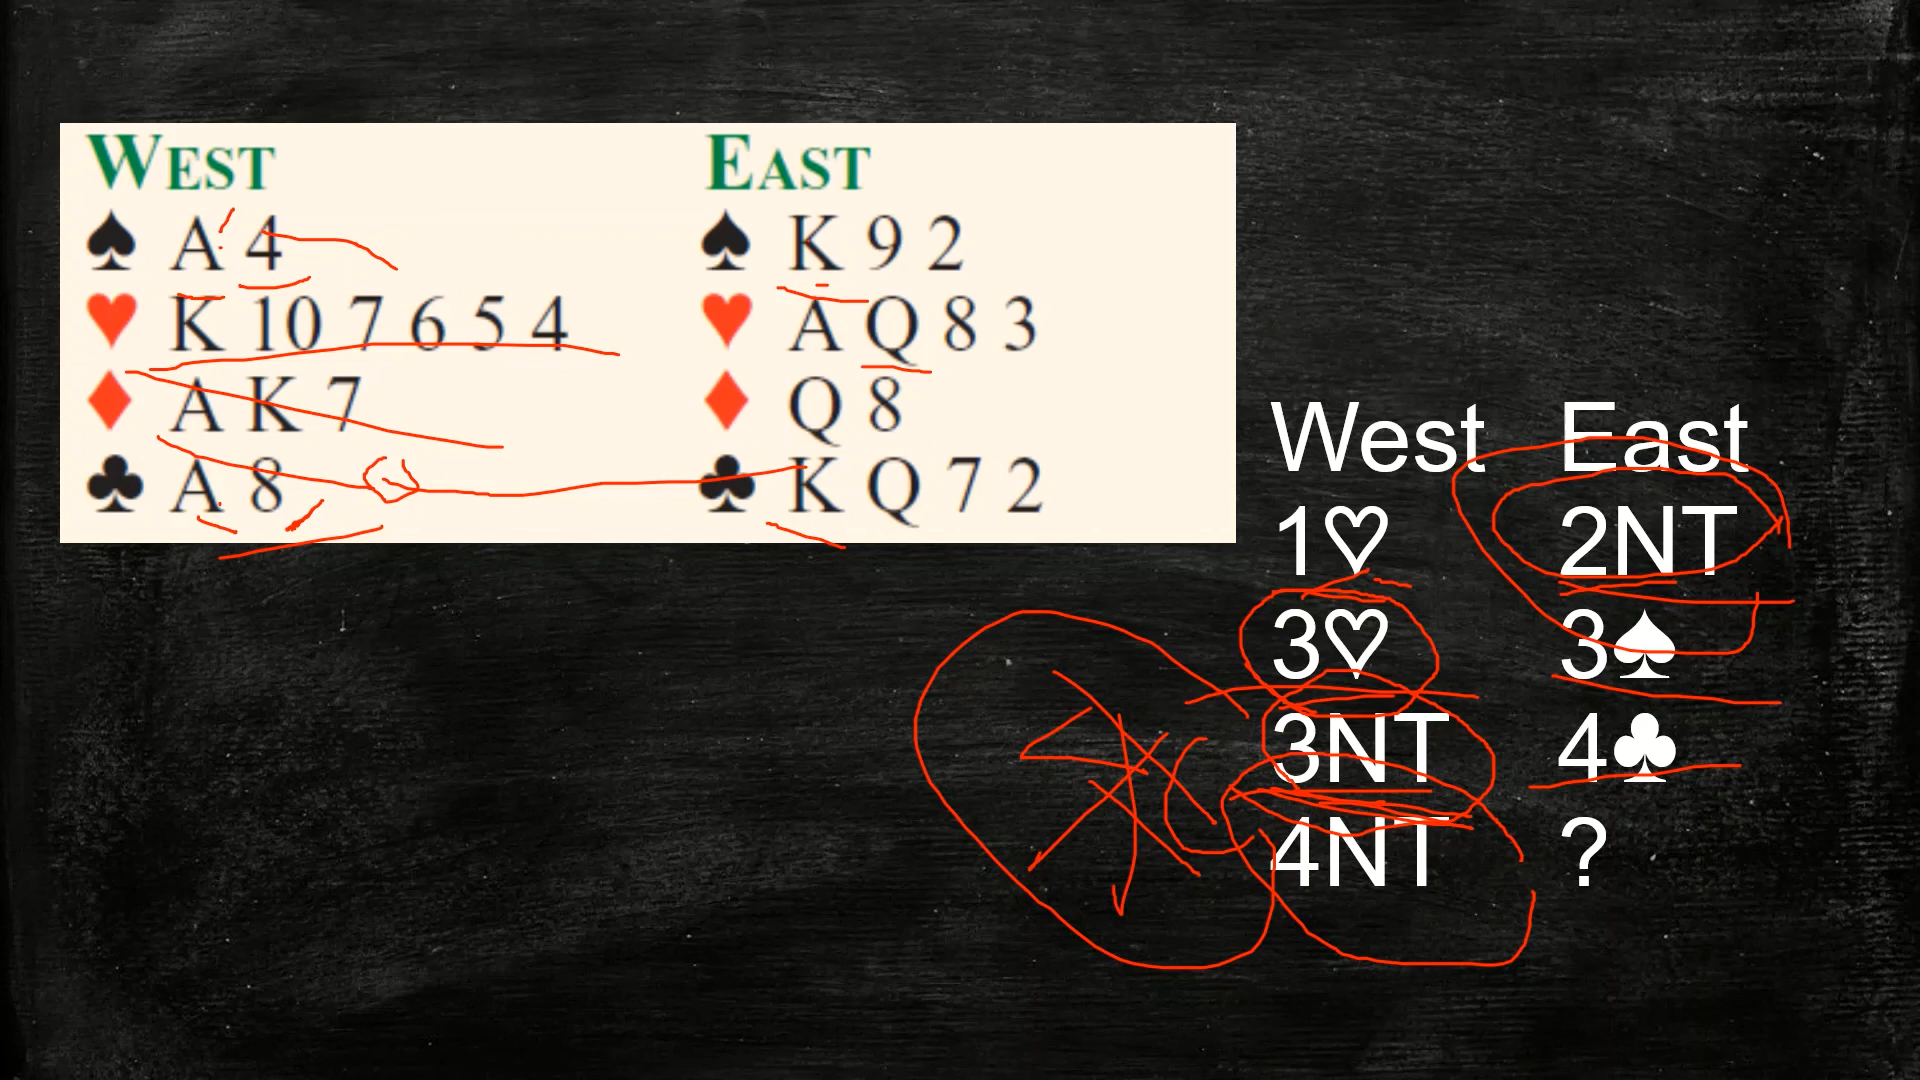 WEST
♠ A 4
♥ K 10 7 6 5 4
♦ A K 7
♣ A 8
EAST
♠ K 9 2
♥ A Q 8 3
♦ Q 8
♣ K Q 7 2
West East
1♡ 2NT
3♡ 3♠
3NT 4♣
4NT ?